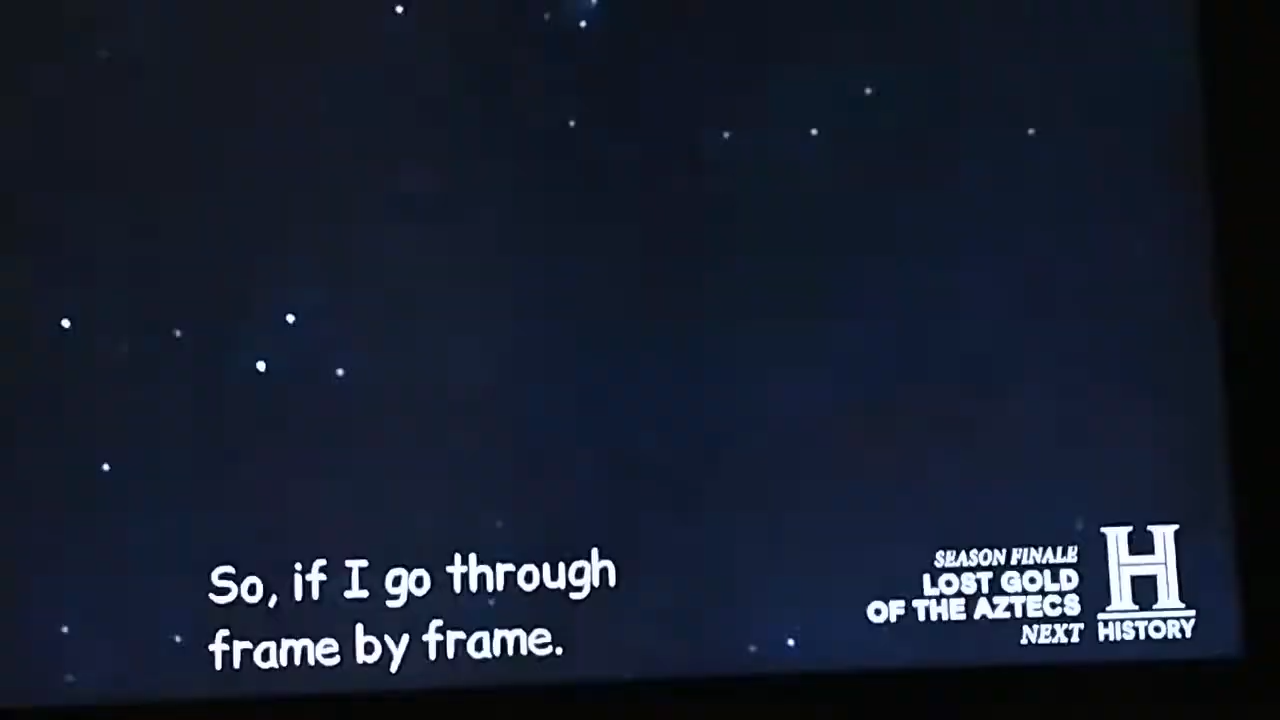 So, if I go through
frame by frame.
SEASON FINALE
LOST GOLD
OF THE AZTECS
NEXT
H
HISTORY